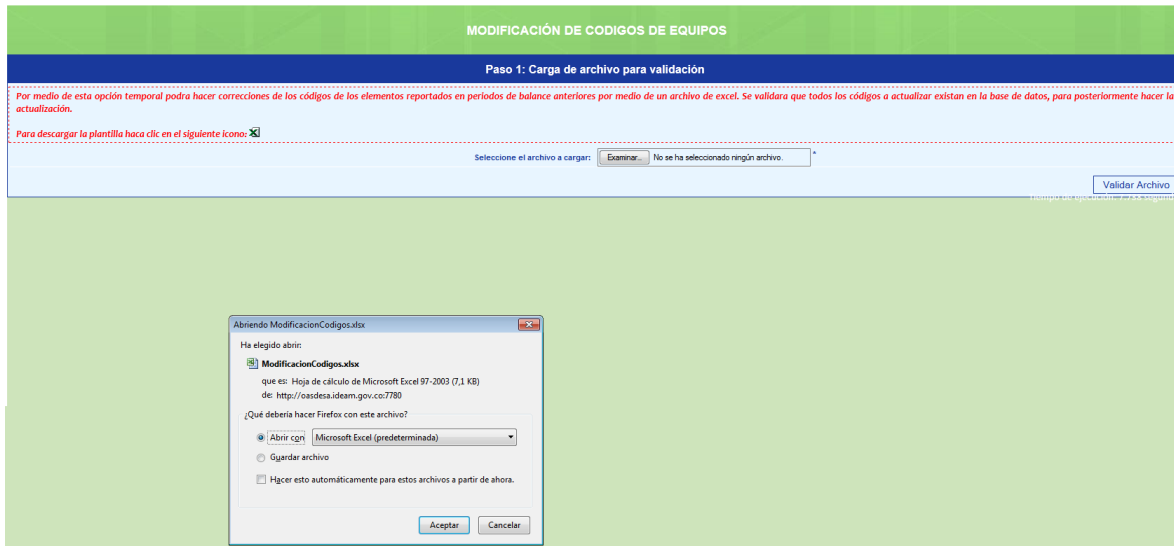 MODIFICACIÓN DE CODIGOS DE EQUIPOS
Paso 1: Carga de archivo para validación
Por medio de esta opción temporal podra hacer correcciones de los códigos de los elementos reportados en periodos de balance anteriores por medio de un archivo de excel. Se validara que todos los códigos a actualizar existan en la base de datos, para posteriormente hacer la
actualización.
Para descargar la plantilla haca clic en el siguiente icono:
Seleccione el archivo a cargar: Examinar... No se ha seleccionado ningún archivo. *
Validar Archivo
Tiempo de ejecución:
Abriendo ModificacionCodigos.xlsx
Ha elegido abrir:
ModificacionCodigos.xlsx
que es: Hoja de cálculo de Microsoft Excel 97-2003 (7,1 KB)
de: http://oasdesa.ideam.gov.co:7780
¿Qué debería hacer Firefox con este archivo?
Abrir con Microsoft Excel (predeterminada)
Guardar archivo
Hacer esto automáticamente para estos archivos a partir de ahora.
Aceptar Cancelar